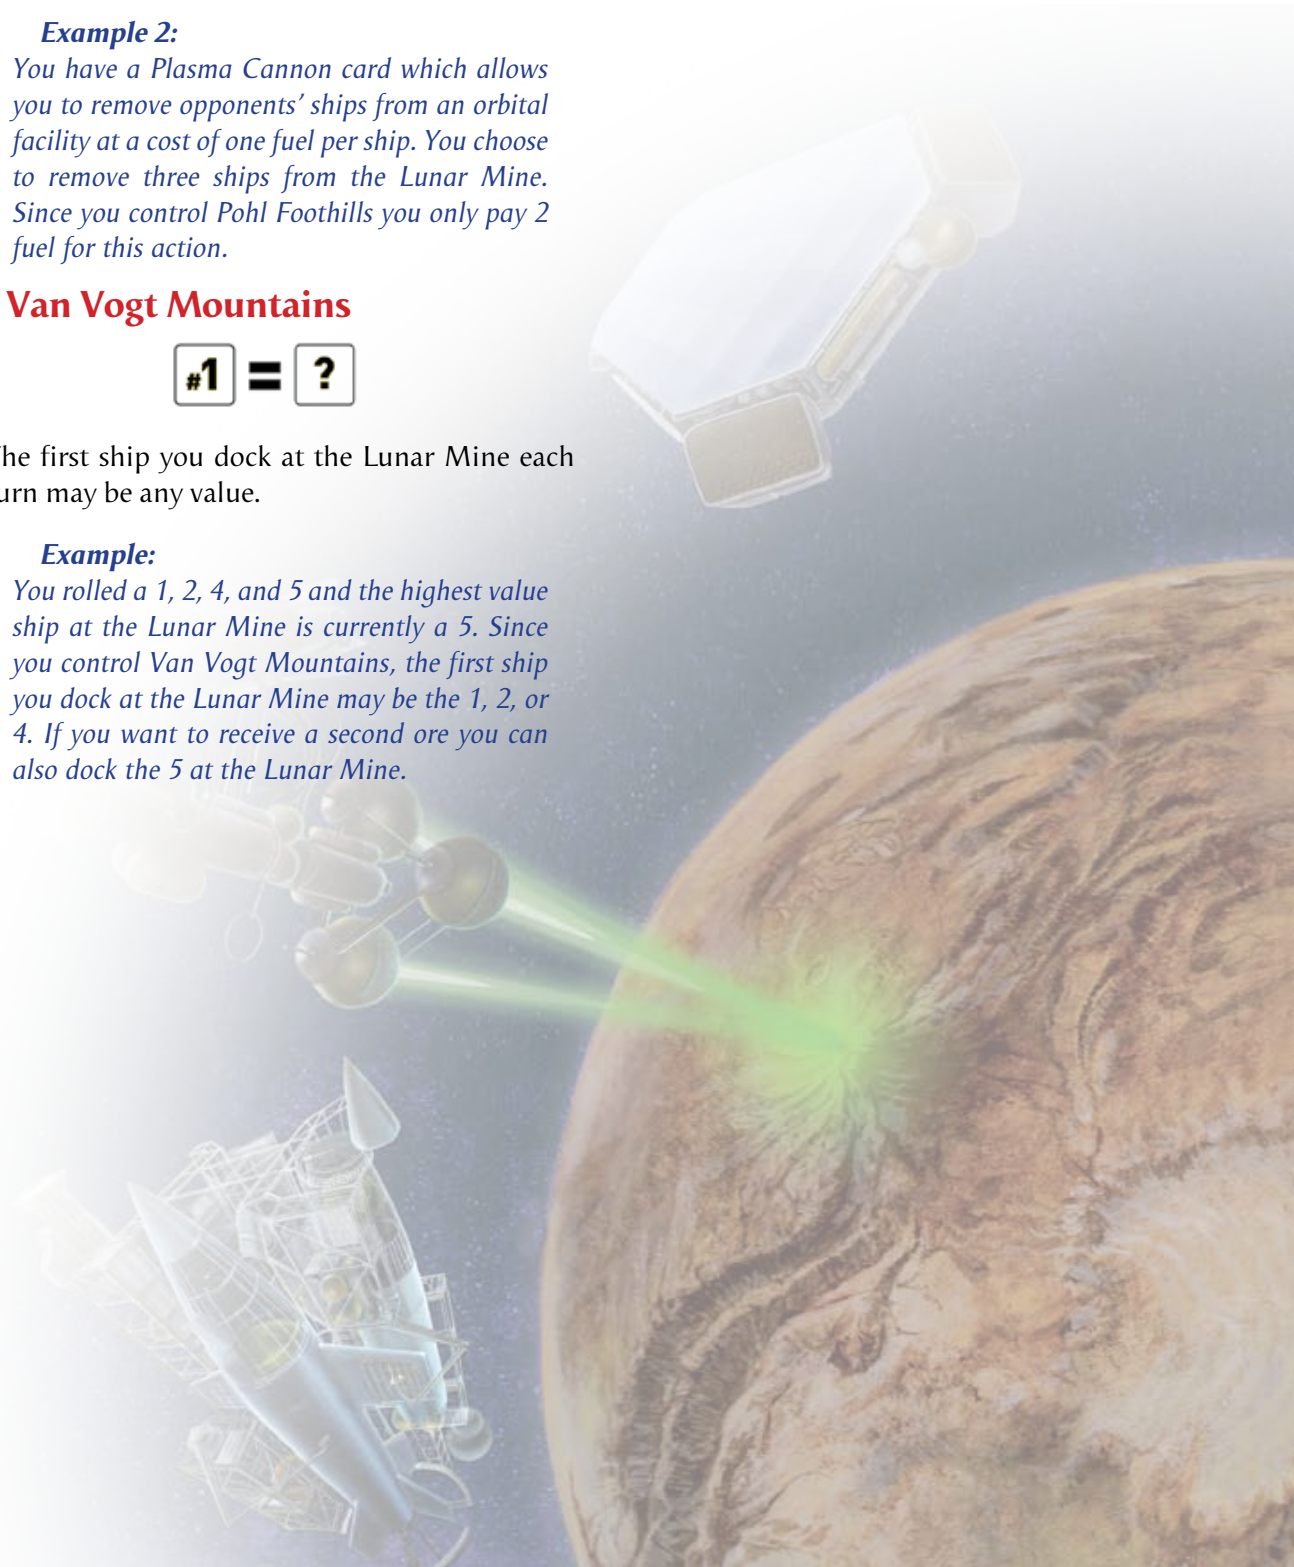 Example 2:
You have a Plasma Cannon card which allows
you to remove opponents' ships from an orbital
facility at a cost of one fuel per ship. You choose
to remove three ships from the Lunar Mine.
Since you control Pohl Foothills you only pay 2
fuel for this action.
Van Vogt Mountains
#1 = ?
he first ship you dock at the Lunar Mine each
urn may be any value.
Example:
You rolled a 1, 2, 4, and 5 and the highest value
ship at the Lunar Mine is currently a 5. Since
you control Van Vogt Mountains, the first ship
you dock at the Lunar Mine may be the 1, 2, or
4. If you want to receive a second ore you can
also dock the 5 at the Lunar Mine.